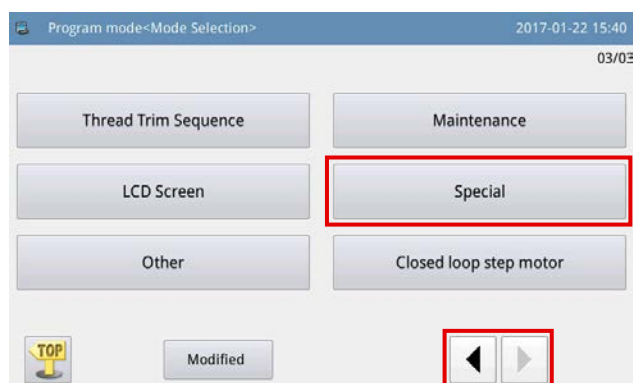 Program mode<Mode Selection> 2017-01-22 15:40
03/03
Thread Trim Sequence Maintenance
LCD Screen Special
Other Closed loop step motor
TOP Modified